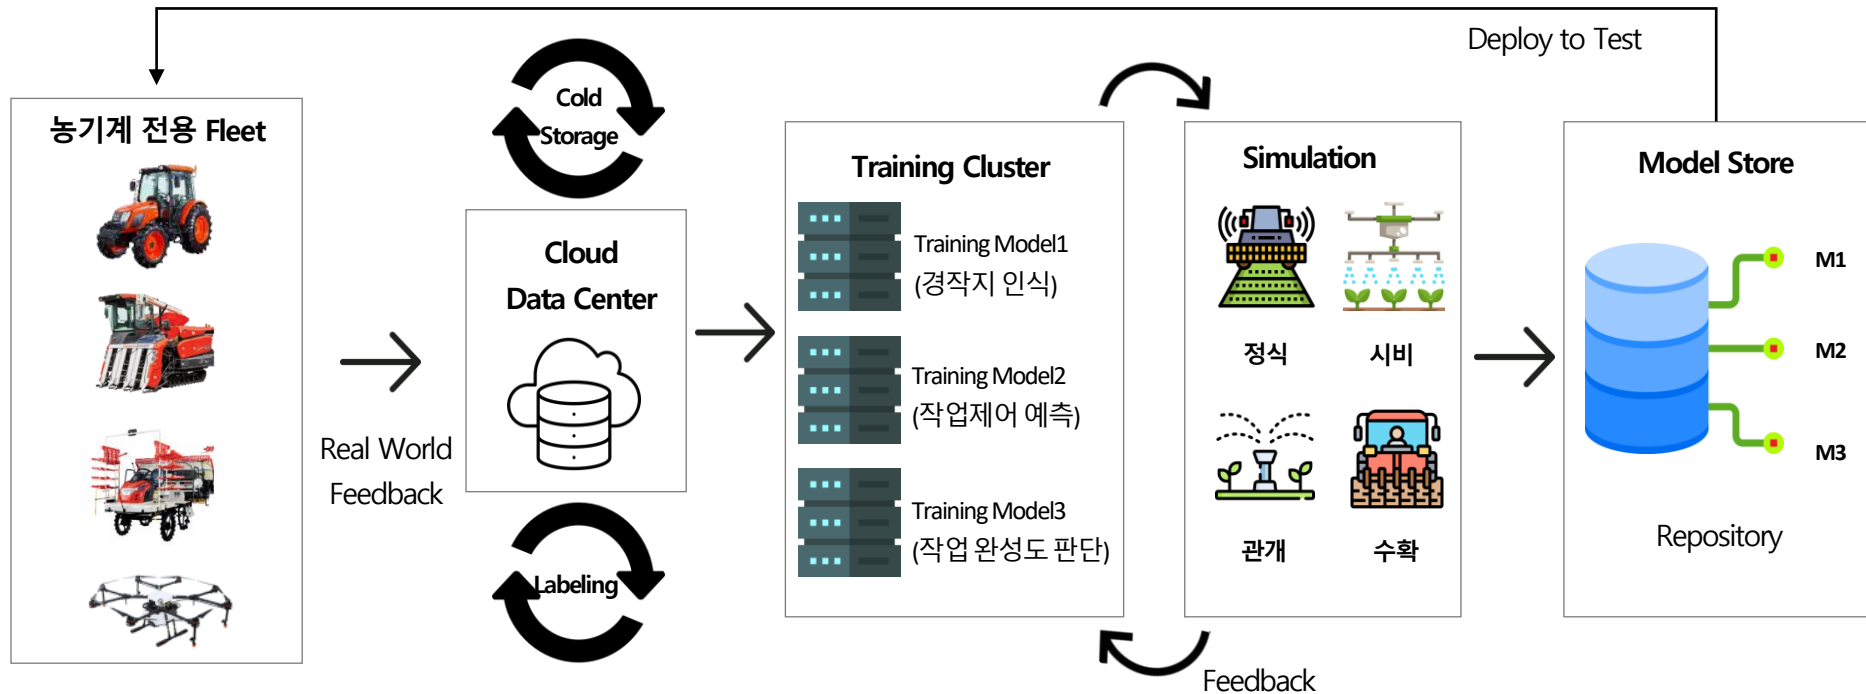 Deploy to Test
농기계 전용 Fleet
Real World
Feedback
Cold
Storage
Cloud
Data Center
Labeling
Training Cluster
Training Model1
(경작지 인식)
Training Model2
(작업제어 예측)
Training Model3
(작업 완성도 판단)
Simulation
정식
시비
관개
수확
Feedback
Model Store
M1
M2
M3
Repository